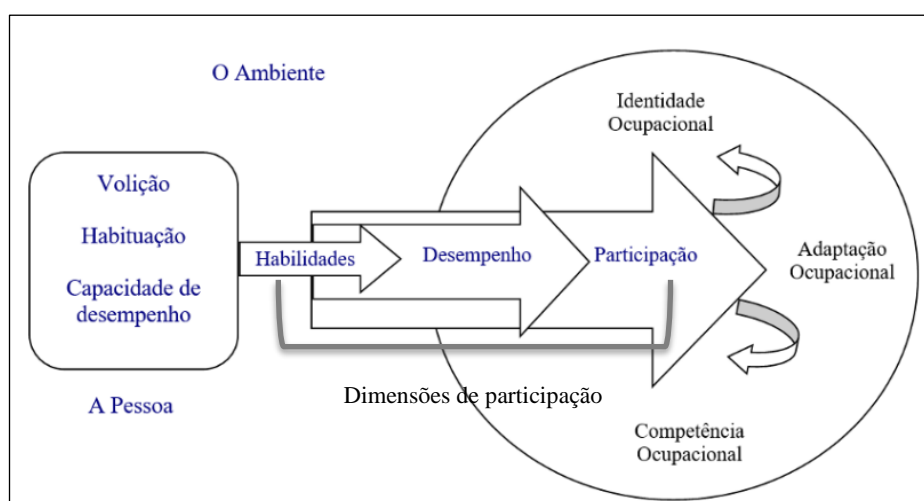 O Ambiente
Identidade
Ocupacional
Volição
Habituação
Capacidade de
desempenho
Habilidades
Desempenho
Participação
Adaptação
Ocupacional
Dimensões de participação
A Pessoa
Competência
Ocupacional